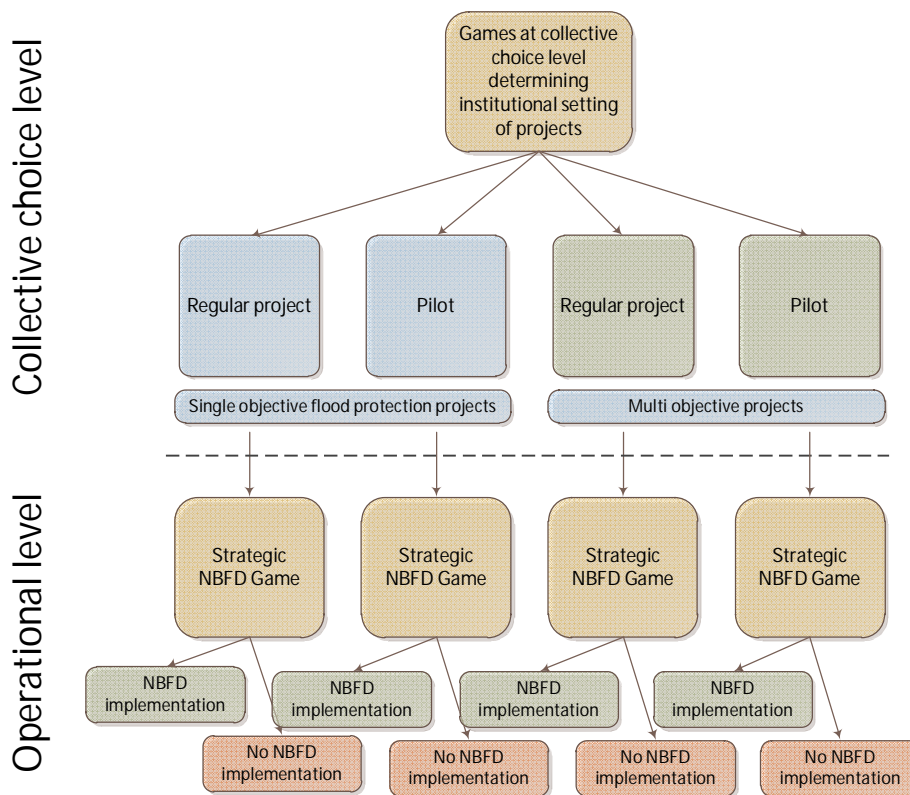 Collective choice level
Games at collective
choice level
determining
institutional setting
of projects
Regular project
Pilot
Regular project
Pilot
Single objective flood protection projects
Multi objective projects
Operational level
Strategic
NBFD Game
Strategic
NBFD Game
Strategic
NBFD Game
Strategic
NBFD Game
NBFD
implementation
NBFD
implementation
NBFD
implementation
NBFD
implementation
No NBFD
implementation
No NBFD
implementation
No NBFD
implementation
No NBFD
implementation